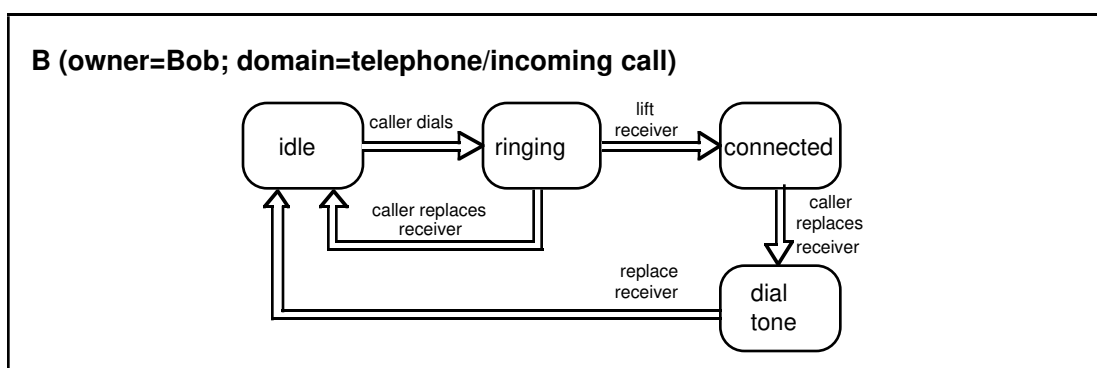 B (owner=Bob; domain=telephone/incoming call)
idle
caller dials
ringing
lift
receiver
connected
caller replaces
receiver
caller
replaces
receiver
replace
receiver
dial
tone